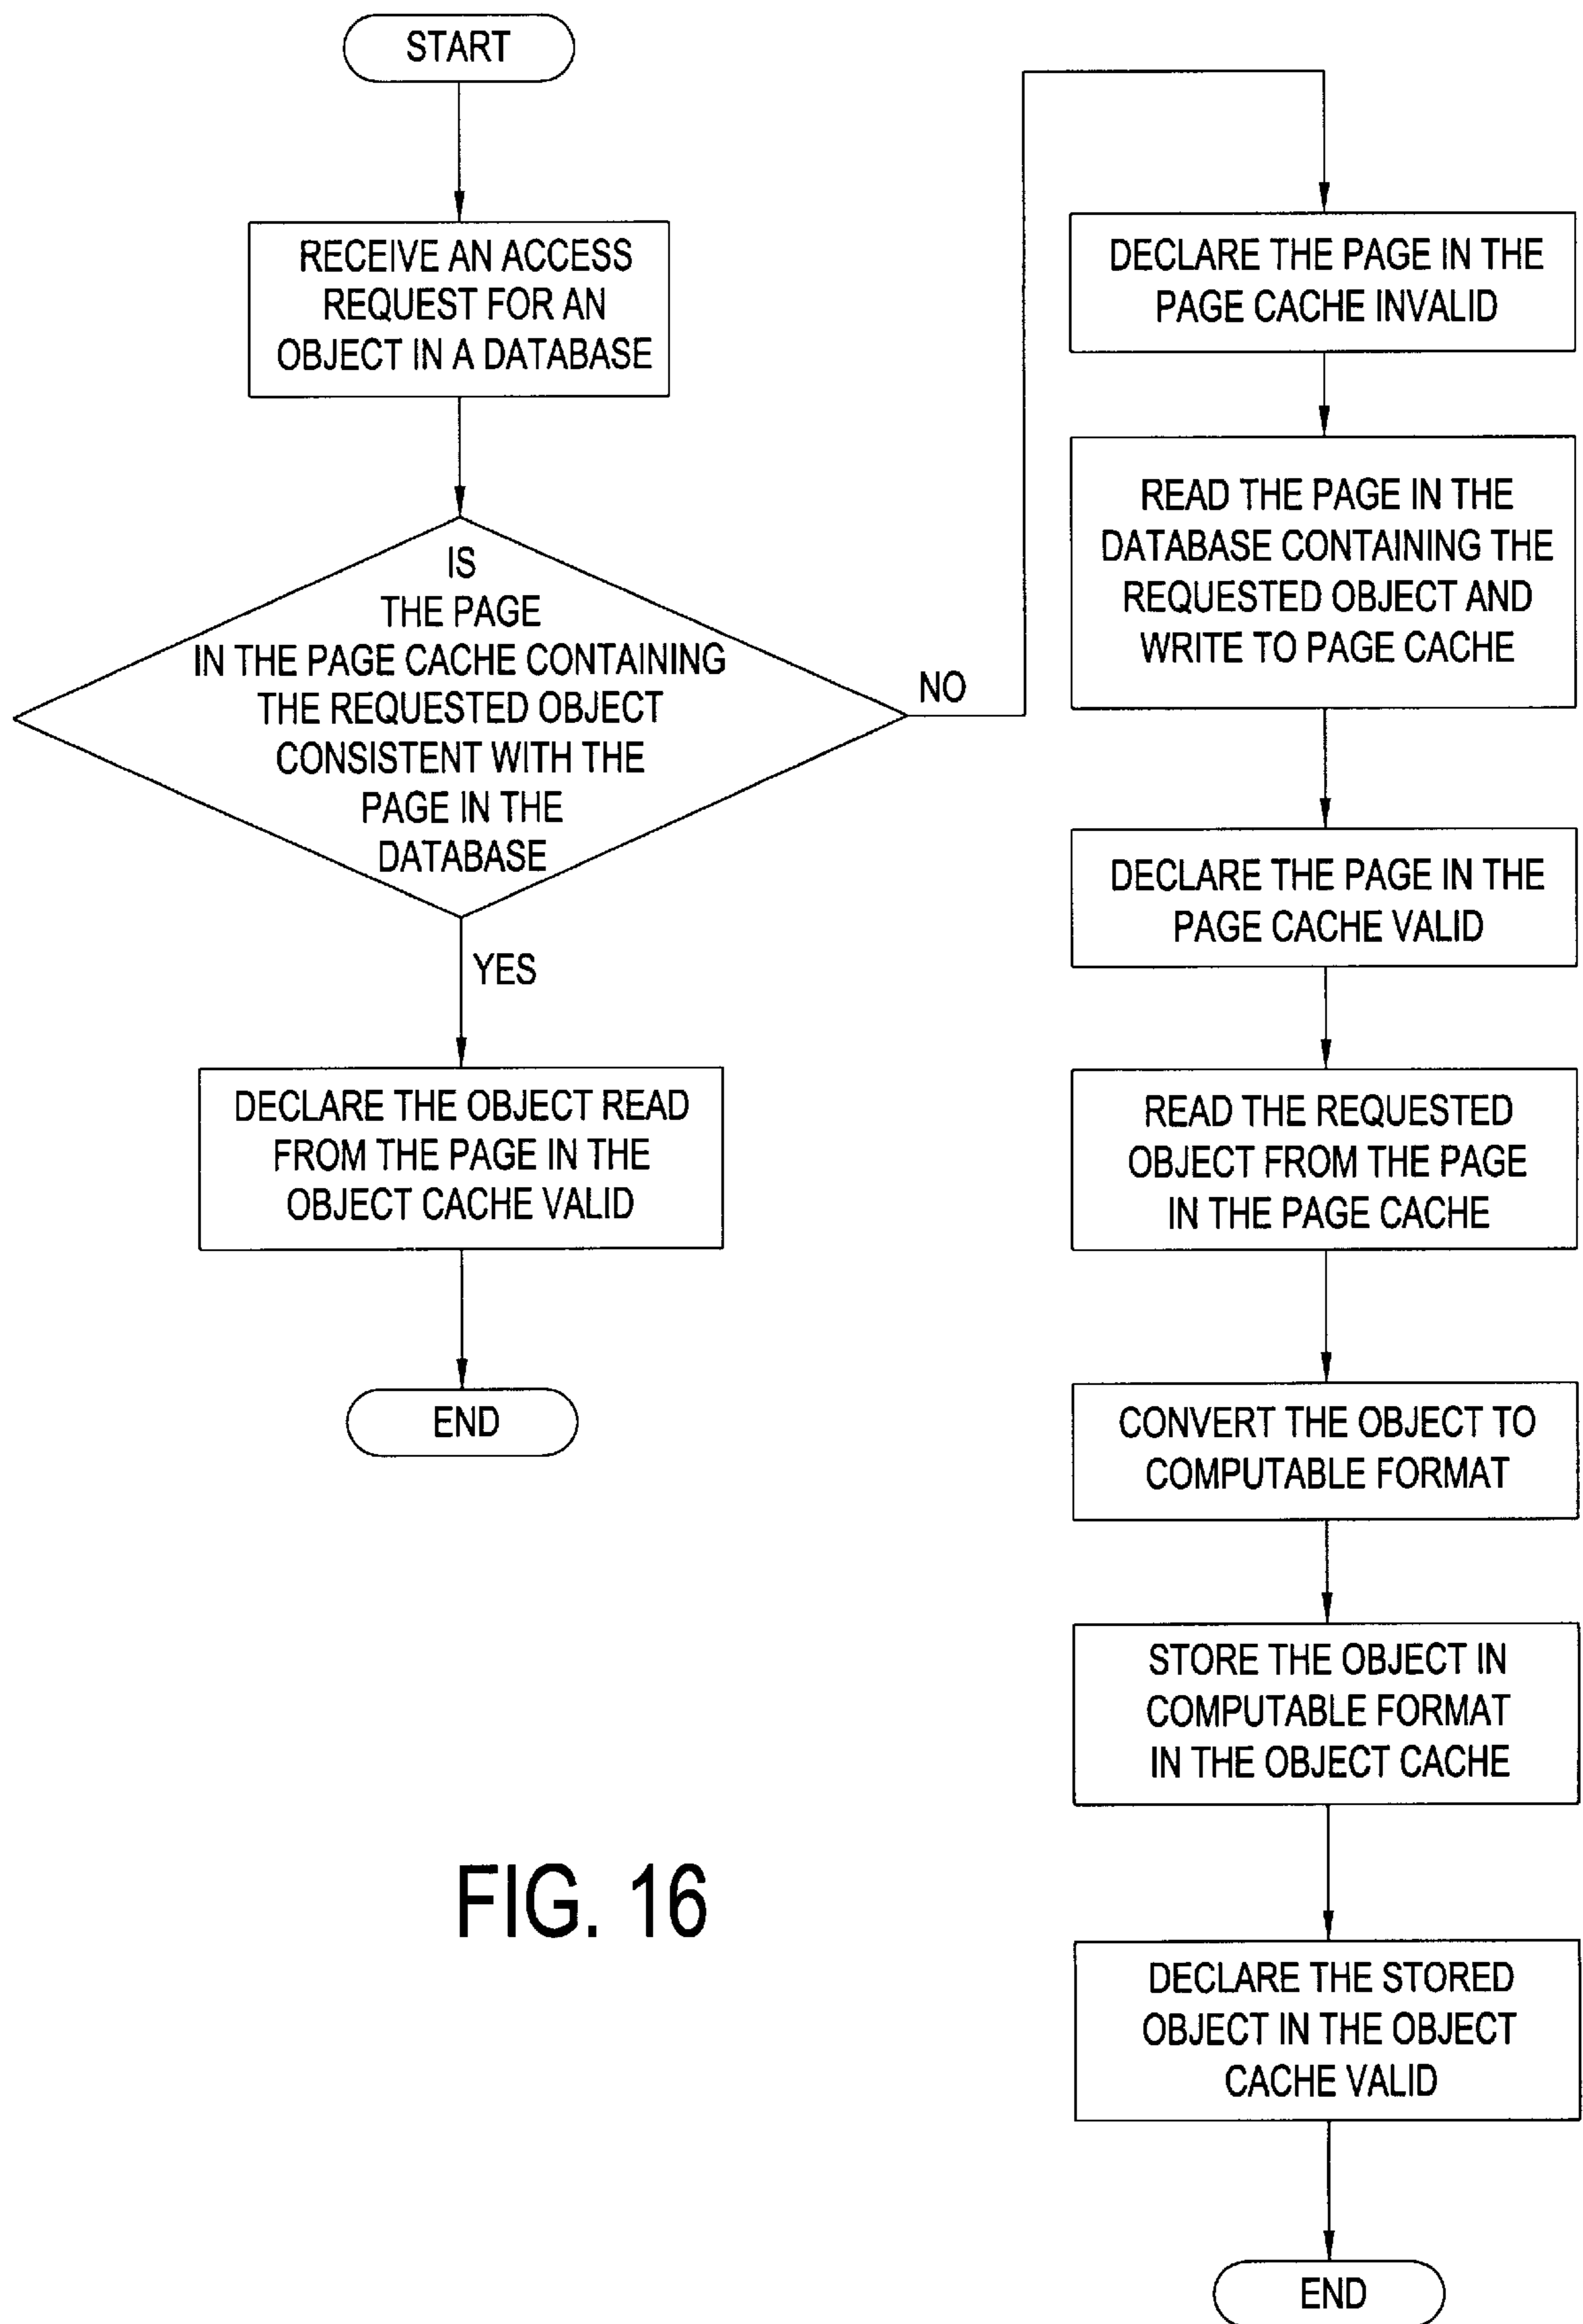 START
RECEIVE AN ACCESS
REQUEST FOR AN
OBJECT IN A DATABASE
IS
THE PAGE
IN THE PAGE CACHE CONTAINING
THE REQUESTED OBJECT
CONSISTENT WITH THE
PAGE IN THE
DATABASE
NO
YES
DECLARE THE OBJECT READ
FROM THE PAGE IN THE
OBJECT CACHE VALID
END
DECLARE THE PAGE IN THE
PAGE CACHE INVALID
READ THE PAGE IN THE
DATABASE CONTAINING THE
REQUESTED OBJECT AND
WRITE TO PAGE CACHE
DECLARE THE PAGE IN THE
PAGE CACHE VALID
READ THE REQUESTED
OBJECT FROM THE PAGE
IN THE PAGE CACHE
CONVERT THE OBJECT TO
COMPUTABLE FORMAT
STORE THE OBJECT IN
COMPUTABLE FORMAT
IN THE OBJECT CACHE
DECLARE THE STORED
OBJECT IN THE OBJECT
CACHE VALID
END
FIG. 16